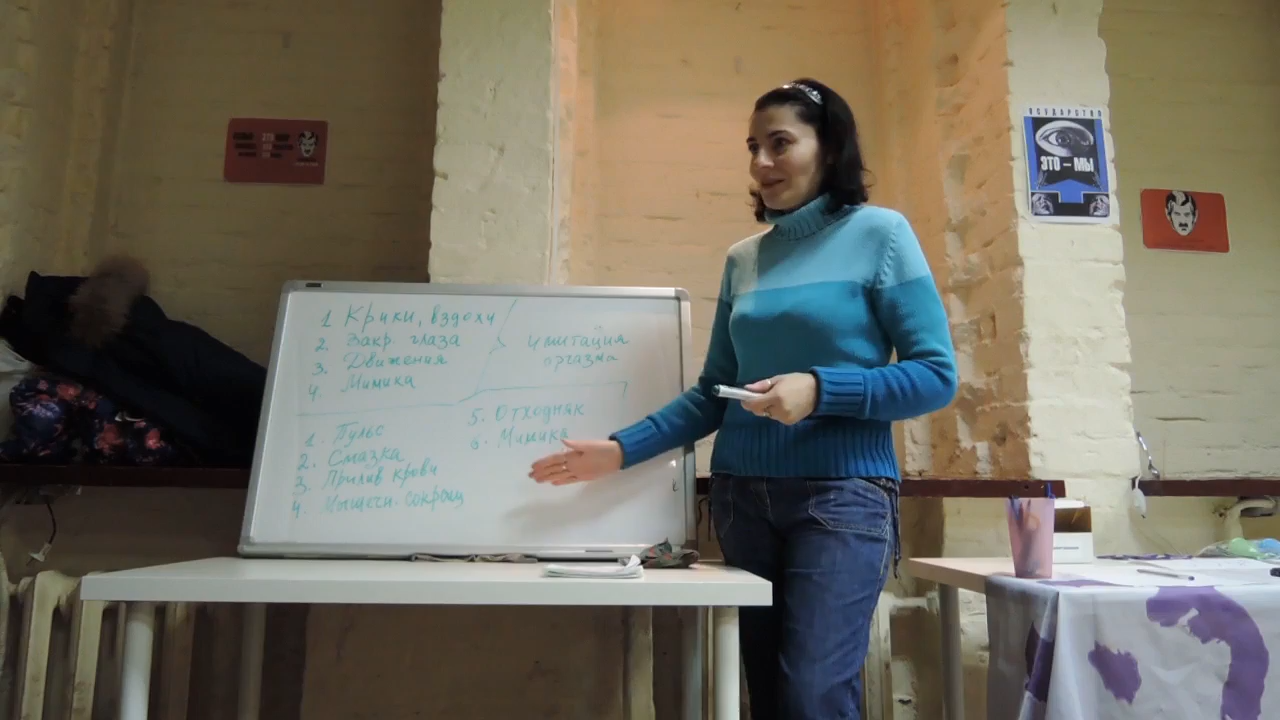 1 Крики, вздохи
2. Закр. глаза
3. Движения
4. Мимика
Имитация
оргазма
1. Пульс
2. Смазка
3. Прилив крови
4. Мышечн. сокращ
5. Отходняк
6. Мимика
ГОСУДАРСТВО
ЭТО – МЫ